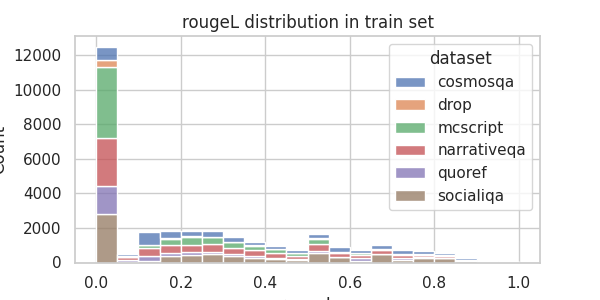 rougeL distribution in train set
12000
10000
8000
6000
4000
2000
0
dataset
cosmosqa
drop
mcscript
narrativeqa
quoref
socialiqa
0.0 0.2 0.4 0.6 0.8 1.0